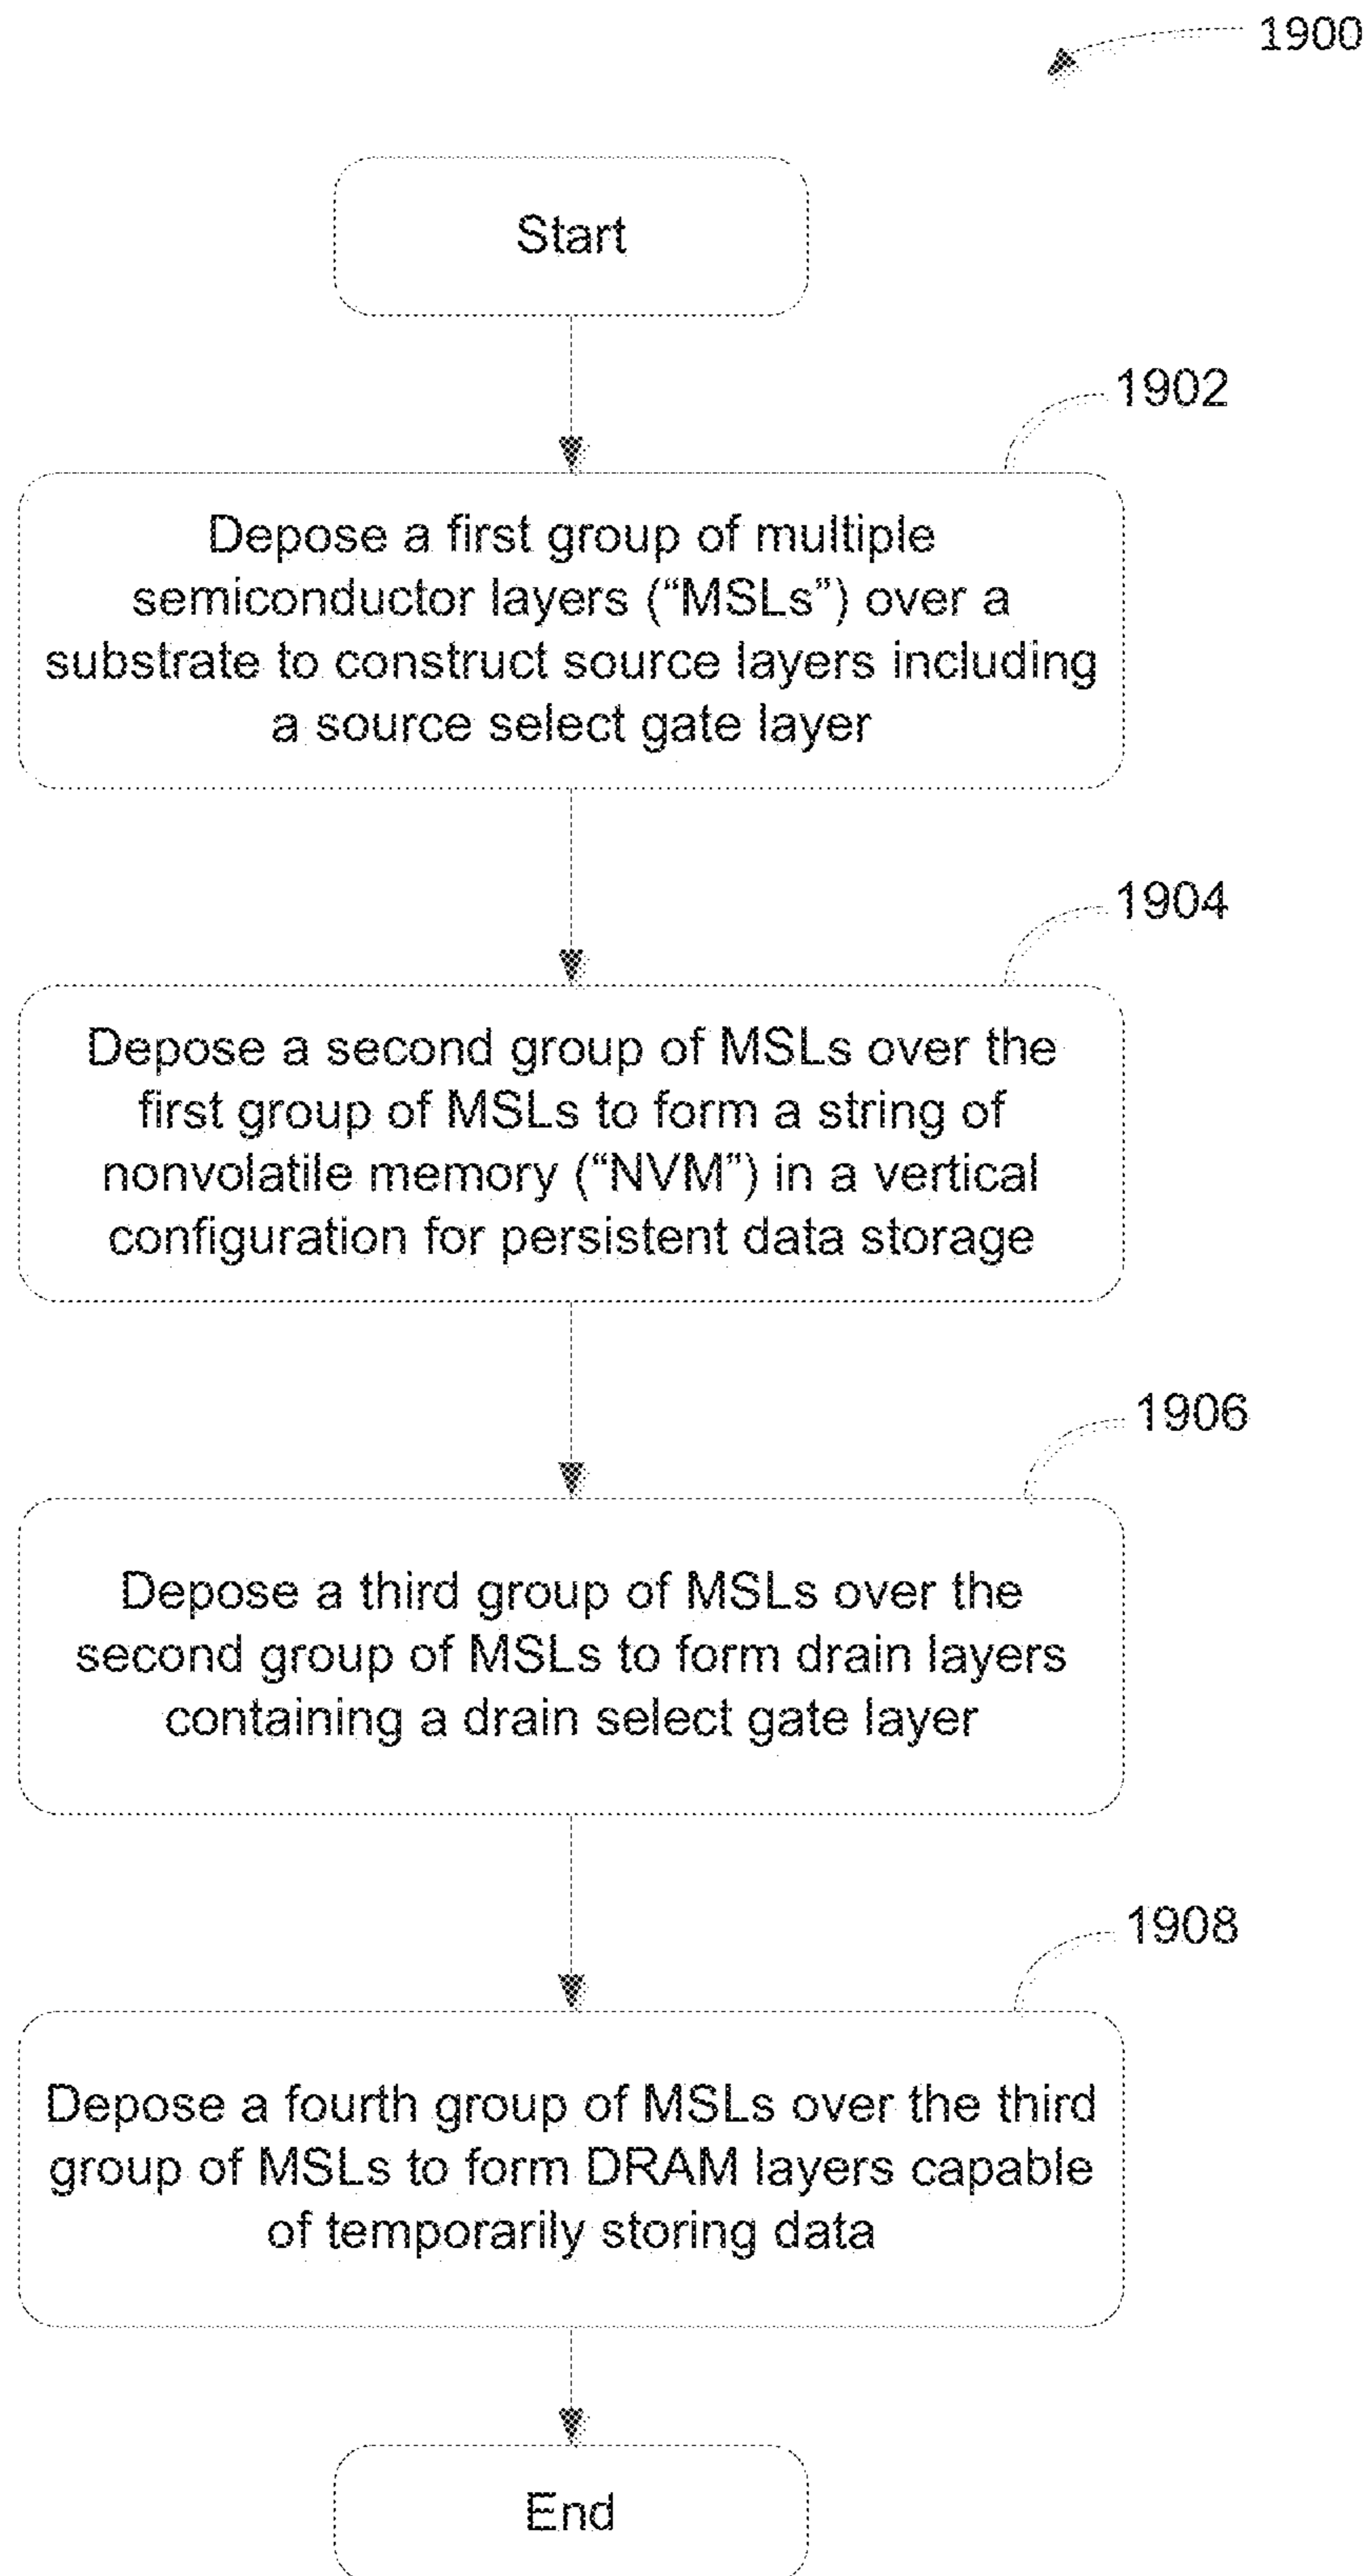 1900
Start
1902
Depose a first group of multiple
semiconductor layers (“MSLs”) over a
substrate to construct source layers including
a source select gate layer
1904
Depose a second group of MSLs over the
first group of MSLs to form a string of
nonvolatile memory (“NVM”) in a vertical
configuration for persistent data storage
1906
Depose a third group of MSLs over the
second group of MSLs to form drain layers
containing a drain select gate layer
1908
Depose a fourth group of MSLs over the third
group of MSLs to form DRAM layers capable
of temporarily storing data
End